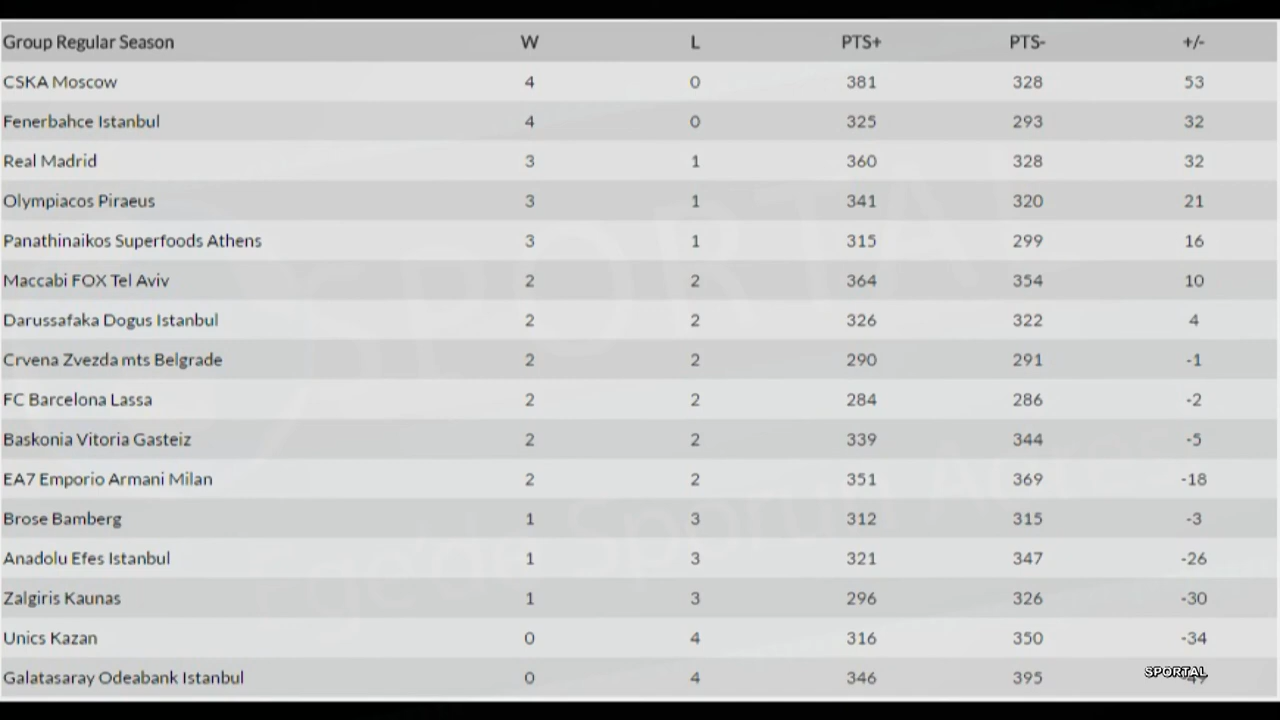 Group Regular Season W L PTS+ PTS- +/-
CSKA Moscow 4 0 381 328 53
Fenerbahce Istanbul 4 0 325 293 32
Real Madrid 3 1 360 328 32
Olympiacos Piraeus 3 1 341 320 21
Panathinaikos Superfoods Athens 3 1 315 299 16
Maccabi FOX Tel Aviv 2 2 364 354 10
Darussafaka Dogus Istanbul 2 2 326 322 4
Crvena Zvezda mts Belgrade 2 2 290 291 -1
FC Barcelona Lassa 2 2 284 286 -2
Baskonia Vitoria Gasteiz 2 2 339 344 -5
EA7 Emporio Armani Milan 2 2 351 369 -18
Brose Bamberg 1 3 312 315 -3
Anadolu Efes Istanbul 1 3 321 347 -26
Zalgiris Kaunas 1 3 296 326 -30
Unics Kazan 0 4 316 350 -34
Galatasaray Odeabank Istanbul 0 4 346 395
SPORTAL
SPORTAL